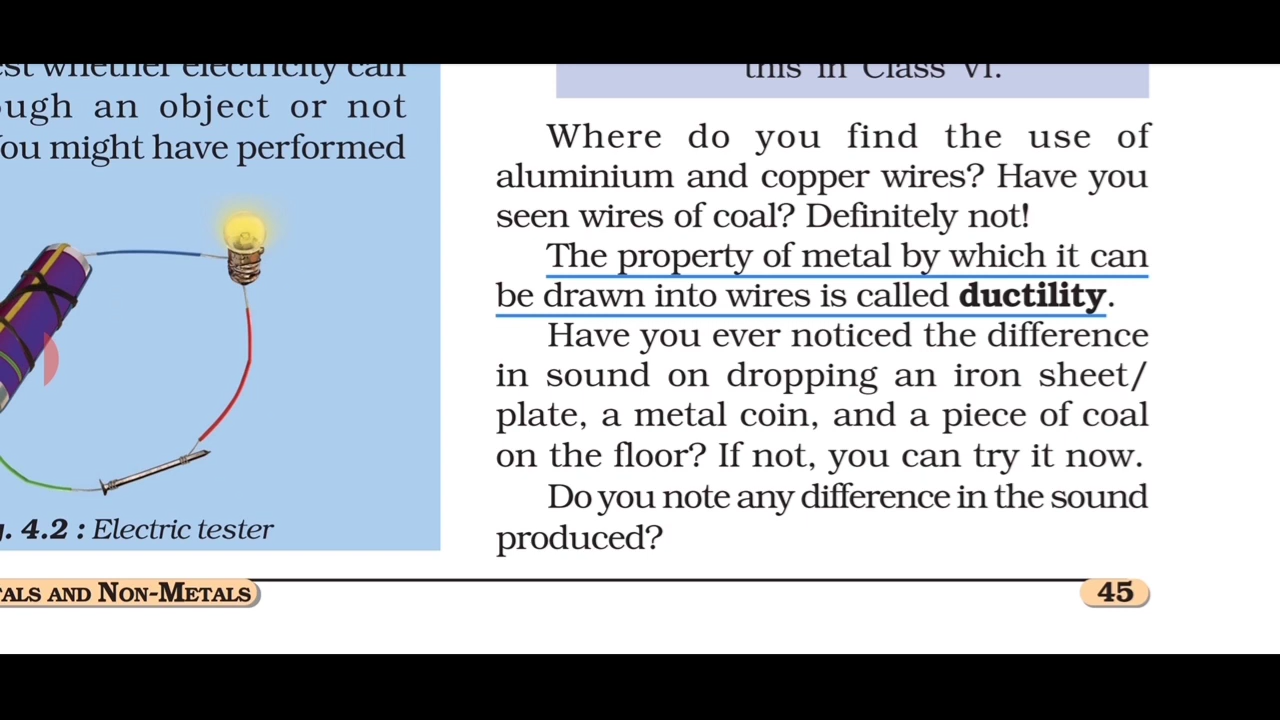 whether electricity can
an object or not
might have performed
4.2 : Electric tester
this in Class VI.
Where do you find the use of
aluminium and copper wires? Have you
seen wires of coal? Definitely not!
The property of metal by which it can
be drawn into wires is called ductility.
Have you ever noticed the difference
in sound on dropping an iron sheet/
plate, a metal coin, and a piece of coal
on the floor? If not, you can try it now.
Do you note any difference in the sound
produced?
AND NON-METALS
45